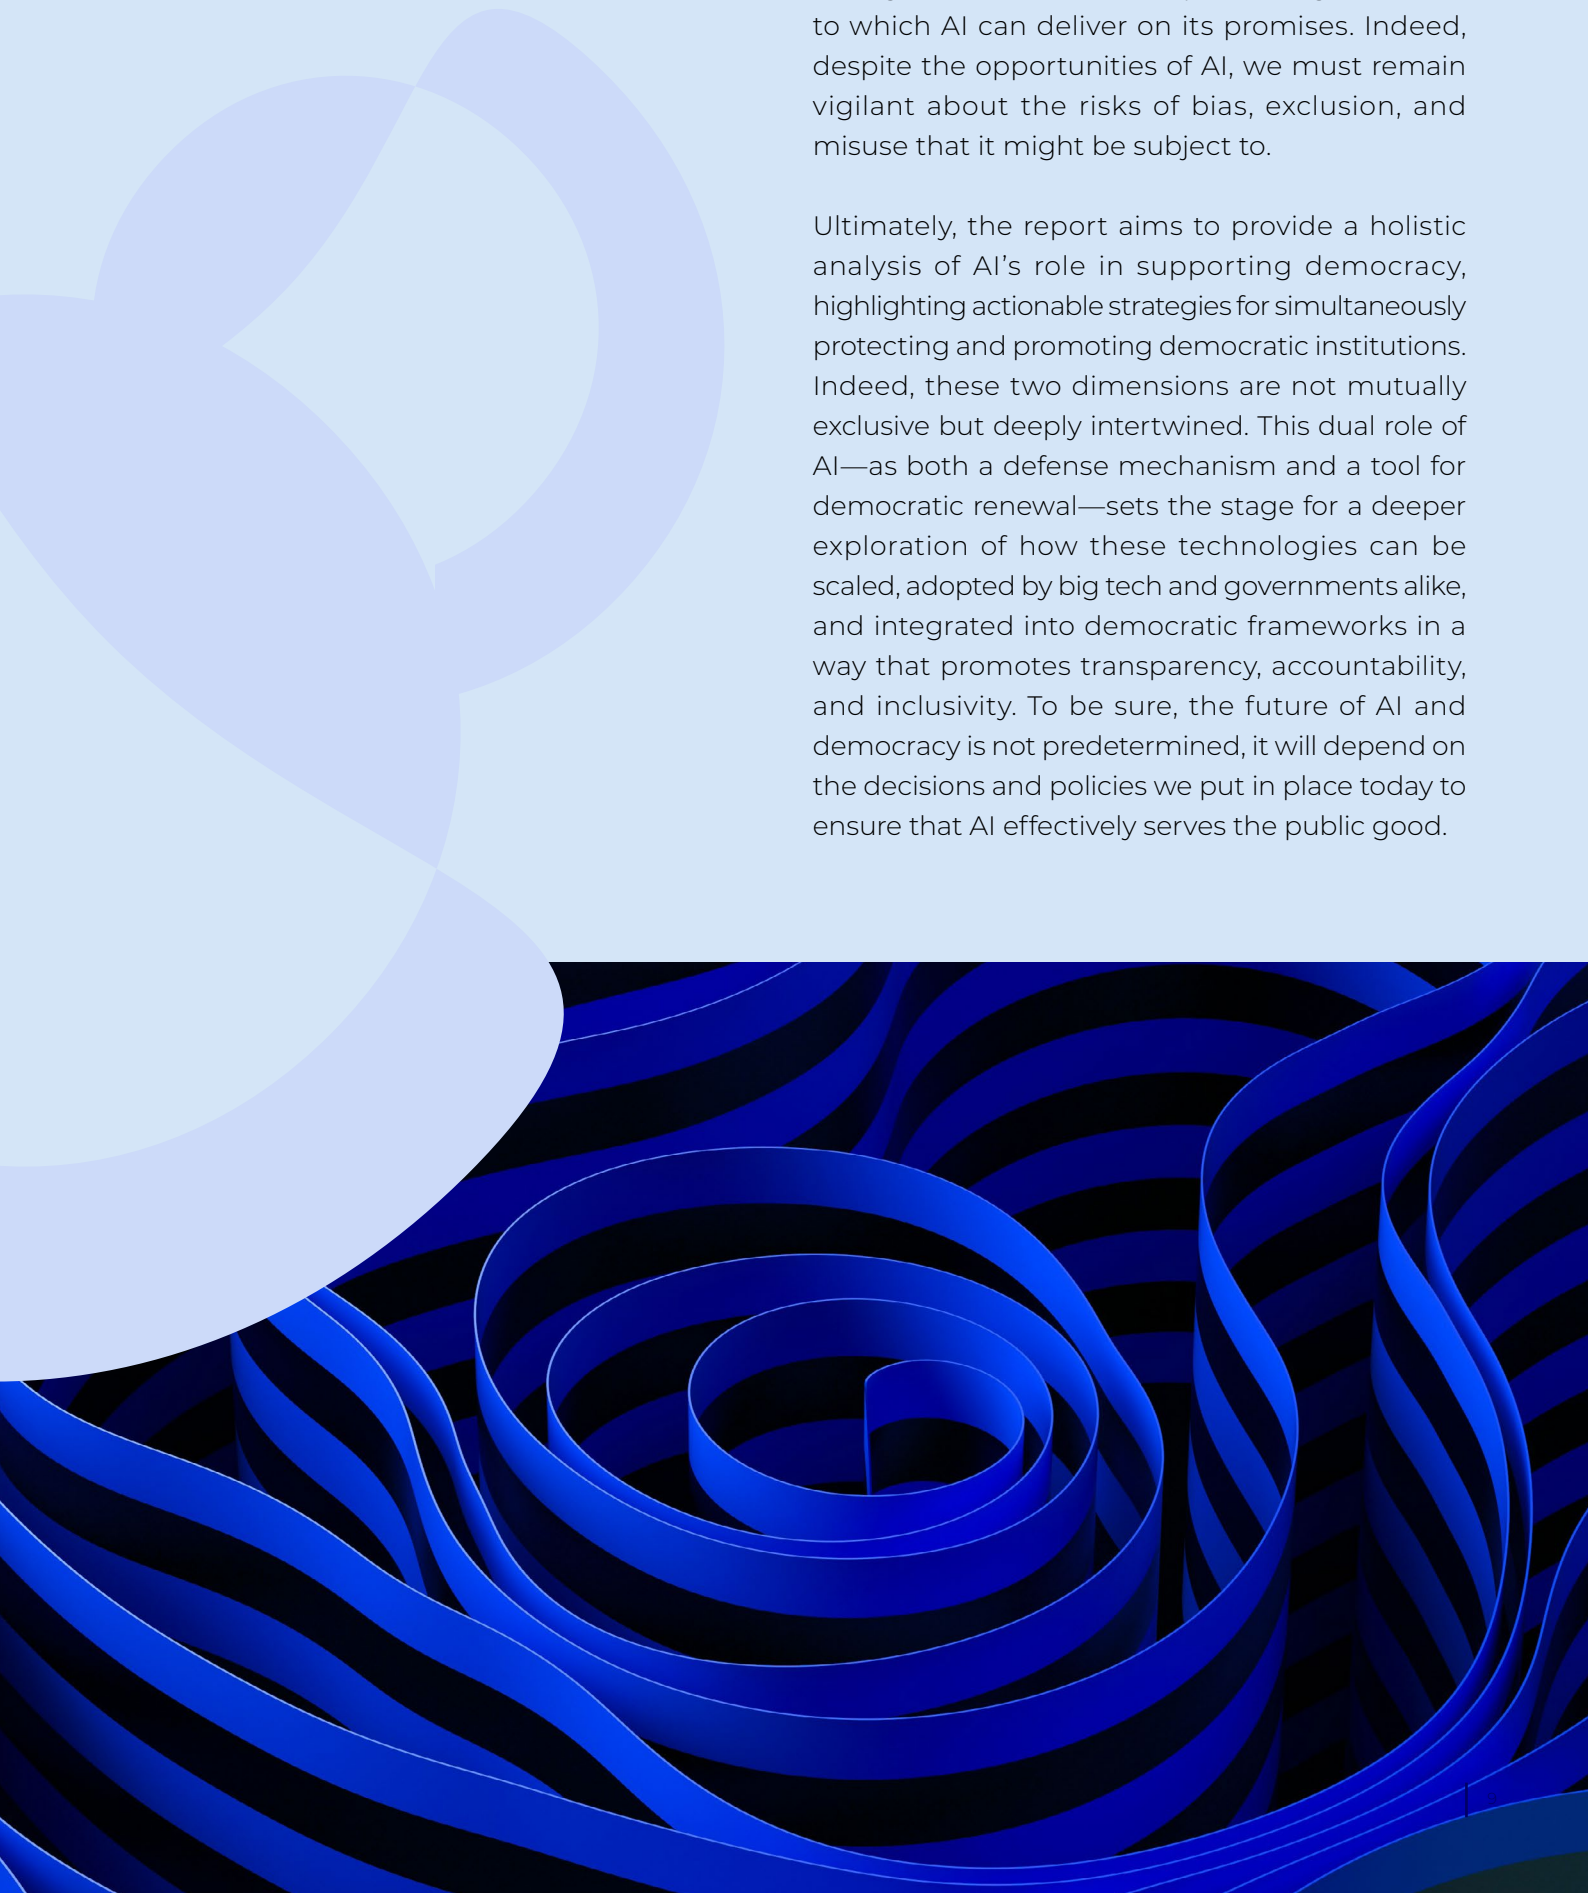 to which AI can deliver on its promises. Indeed,
despite the opportunities of AI, we must remain
vigilant about the risks of bias, exclusion, and
misuse that it might be subject to.
Ultimately, the report aims to provide a holistic
analysis of AI’s role in supporting democracy,
highlighting actionable strategies for simultaneously
protecting and promoting democratic institutions.
Indeed, these two dimensions are not mutually
exclusive but deeply intertwined. This dual role of
AI—as both a defense mechanism and a tool for
democratic renewal—sets the stage for a deeper
exploration of how these technologies can be
scaled, adopted by big tech and governments alike,
and integrated into democratic frameworks in a
way that promotes transparency, accountability,
and inclusivity. To be sure, the future of AI and
democracy is not predetermined, it will depend on
the decisions and policies we put in place today to
ensure that AI effectively serves the public good.